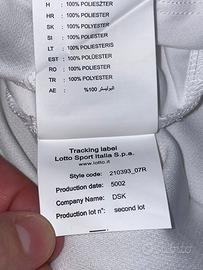 H : 100% POLIESZTER
HR : 100% POLIESTER
SK : 100% POLYESTER
SI : 100% POLIESTER
LT : 100% POLIESTERIS
EST : 100% POLÜESTER
RO : 100% POLIESTER
TR : 100% POLYESTER
AE : %100 البوليستر
Tracking label
Lotto Sport Italia S.p.a.
www.lotto.it
Style code: 210393_07R
Production date: 5002
Company name: DSK
Production lot n°: second lot
subito